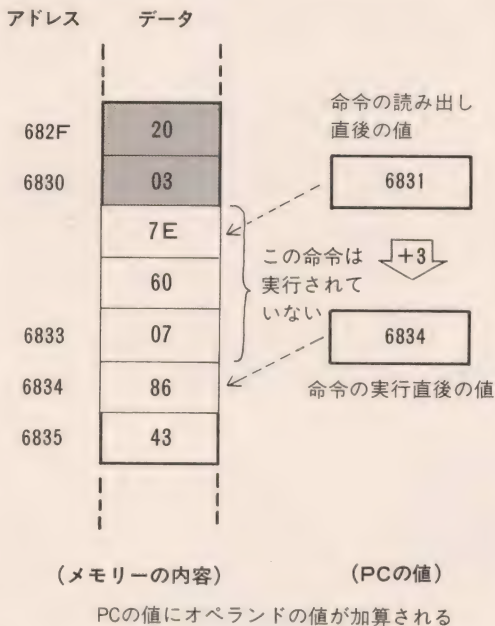 アドレス データ
682F 20
6830 03
7E
60
6833 07
6834 86
6835 43
命令の読み出し
直後の値
6831
この命令は
実行されて
いない
+3
6834
命令の実行直後の値
(メモリーの内容) (PCの値)
PCの値にオペランドの値が加算される